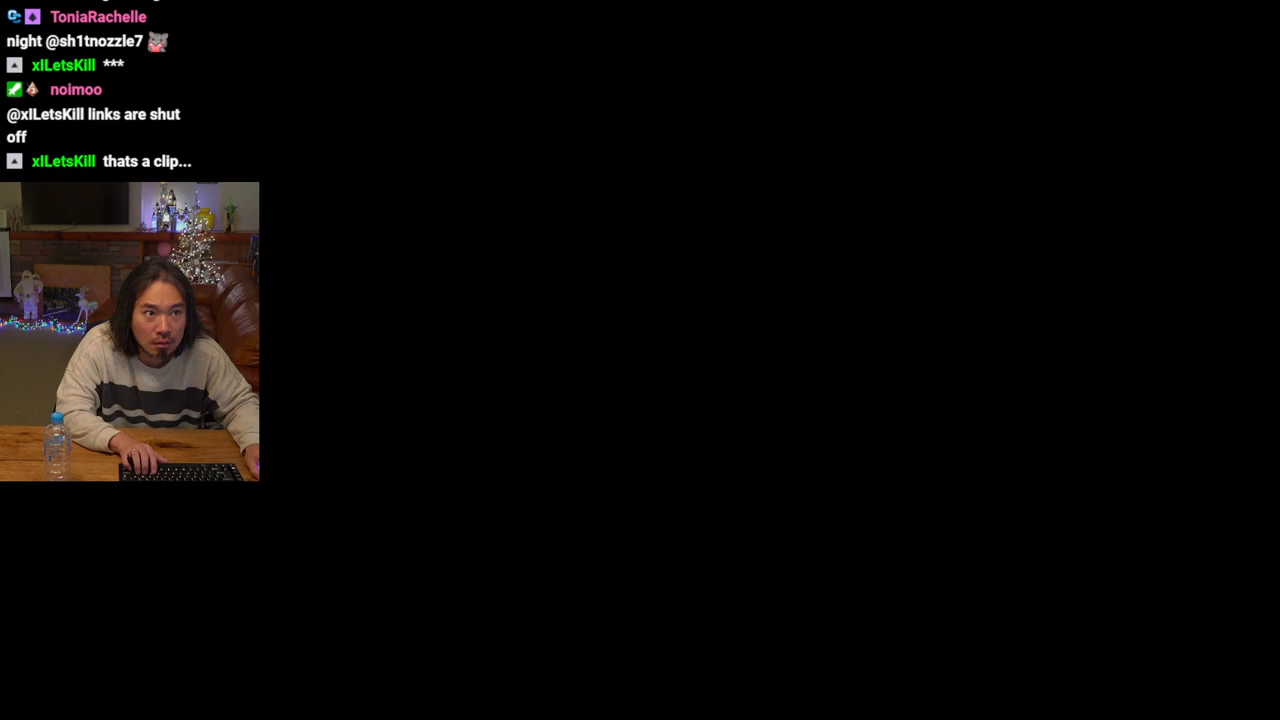 ToniaRachelle
night @sh1tnozzle7
xlLetsKill ***
noimoo
@xlLetsKill links are shut
off
xlLetsKill thats a clip...